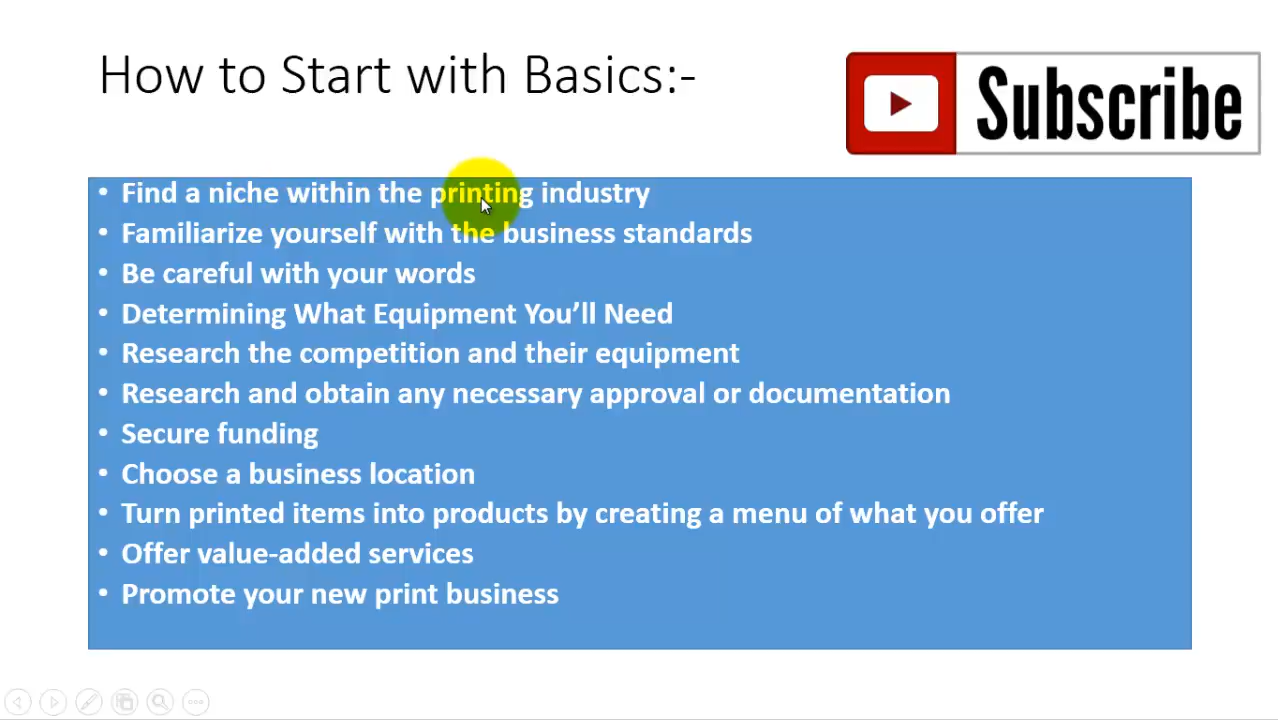 How to Start with Basics:-
Subscribe
• Find a niche within the printing industry
• Familiarize yourself with the business standards
• Be careful with your words
• Determining What Equipment You’ll Need
• Research the competition and their equipment
• Research and obtain any necessary approval or documentation
• Secure funding
• Choose a business location
• Turn printed items into products by creating a menu of what you offer
• Offer value-added services
• Promote your new print business